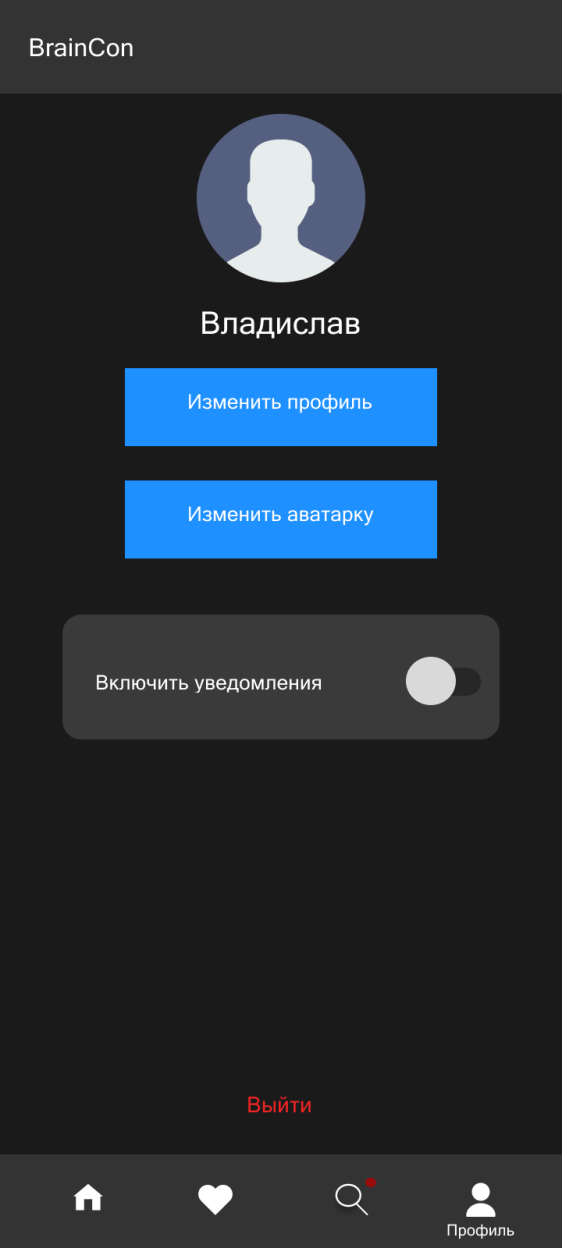 BrainCon
Владислав
Изменить профиль
Изменить аватарку
Включить уведомления
Выйти
Профиль